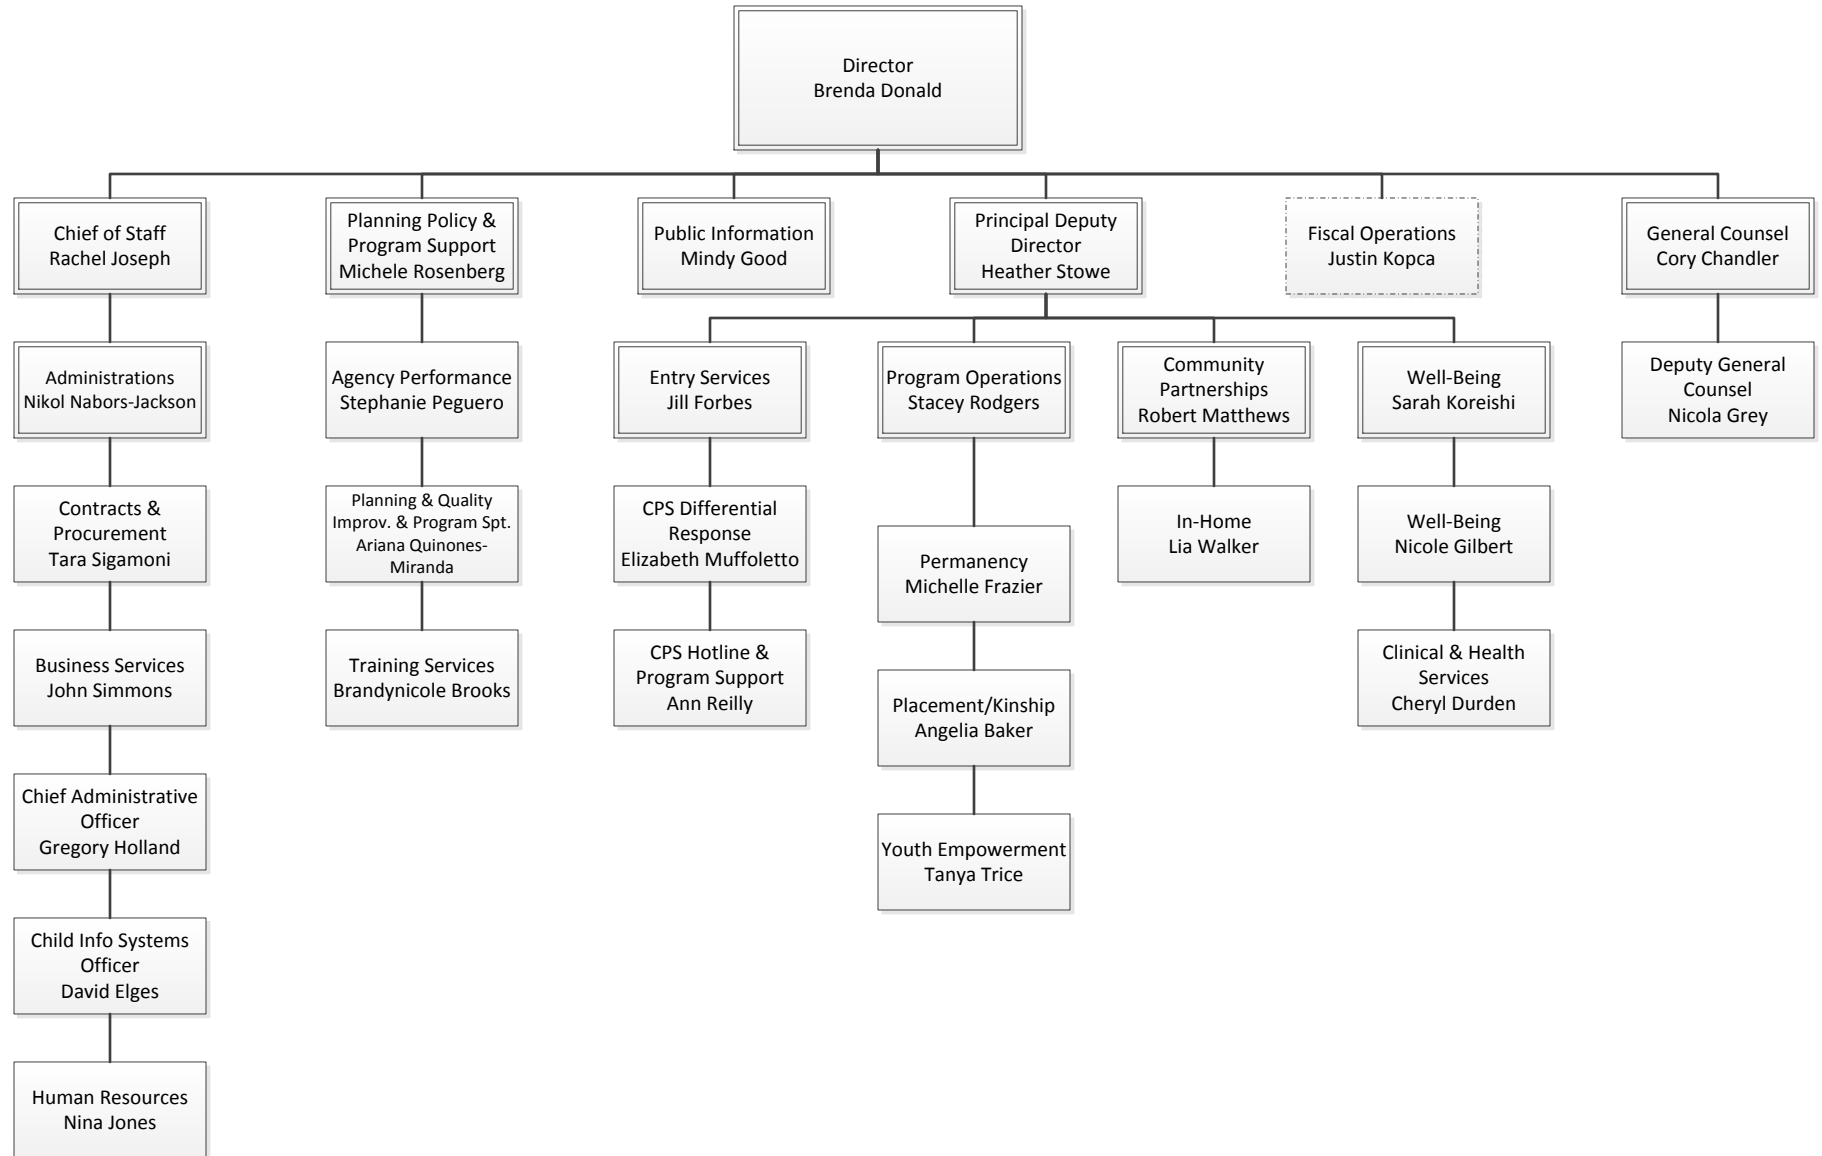 Director
Brenda Donald
Chief of Staff
Rachel Joseph
Planning Policy &
Program Support
Michele Rosenberg
Public Information
Mindy Good
Principal Deputy
Director
Heather Stowe
Fiscal Operations
Justin Kopca
General Counsel
Cory Chandler
Administrations
Nikol Nabors-Jackson
Agency Performance
Stephanie Peguero
Entry Services
Jill Forbes
Program Operations
Stacey Rodgers
Community
Partnerships
Robert Matthews
Well-Being
Sarah Koreishi
Deputy General
Counsel
Nicola Grey
Contracts &
Procurement
Tara Sigamoni
Planning & Quality
Improv. & Program Spt.
Ariana Quinones-
Miranda
CPS Differential
Response
Elizabeth Muffoletto
Permanency
Michelle Frazier
In-Home
Lia Walker
Well-Being
Nicole Gilbert
Business Services
John Simmons
Training Services
Brandynicole Brooks
CPS Hotline &
Program Support
Ann Reilly
Placement/Kinship
Angelia Baker
Clinical & Health
Services
Cheryl Durden
Chief Administrative
Officer
Gregory Holland
Youth Empowerment
Tanya Trice
Child Info Systems
Officer
David Elges
Human Resources
Nina Jones